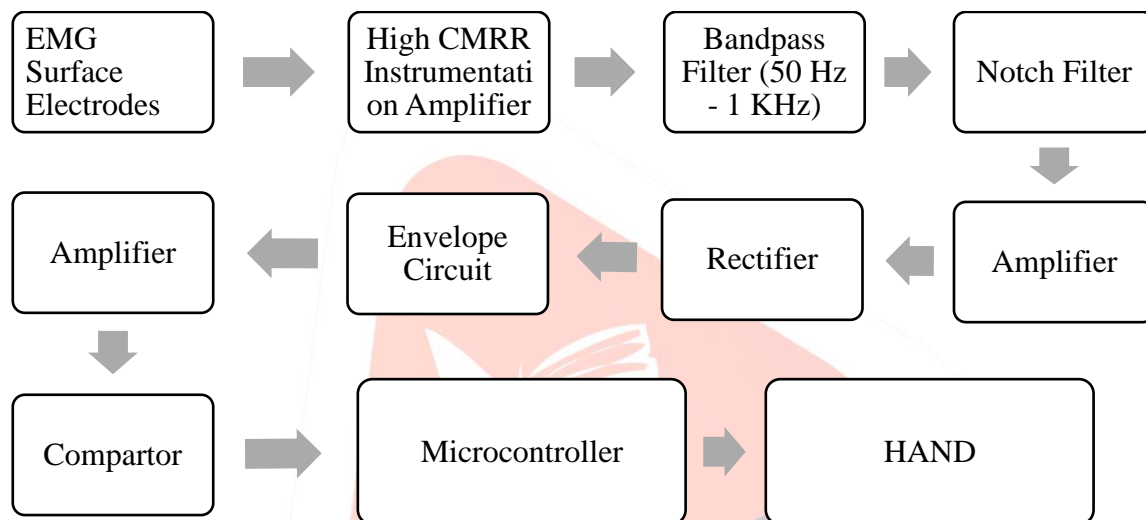 EMG
Surface
Electrodes
High CMRR
Instrumentati
on Amplifier
Bandpass
Filter (50 Hz
- 1 KHz)
Notch Filter
Amplifier
Rectifier
Envelope
Circuit
Amplifier
Compartor
Microcontroller
HAND